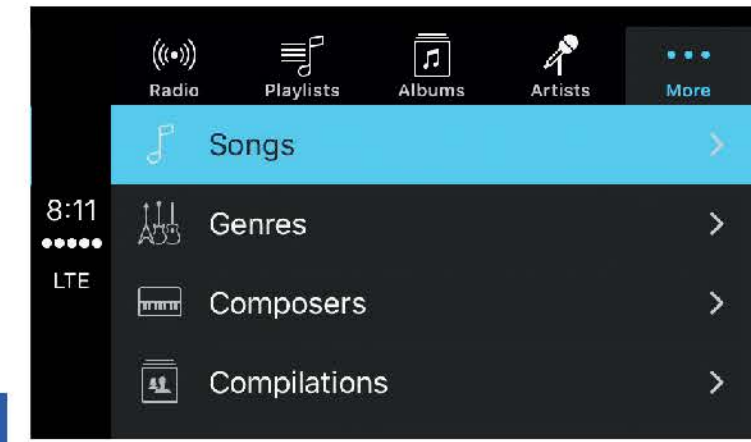 Radio Playlists Albums Artists More
Songs
8:11
Genres
LTE
Composers
Compilations